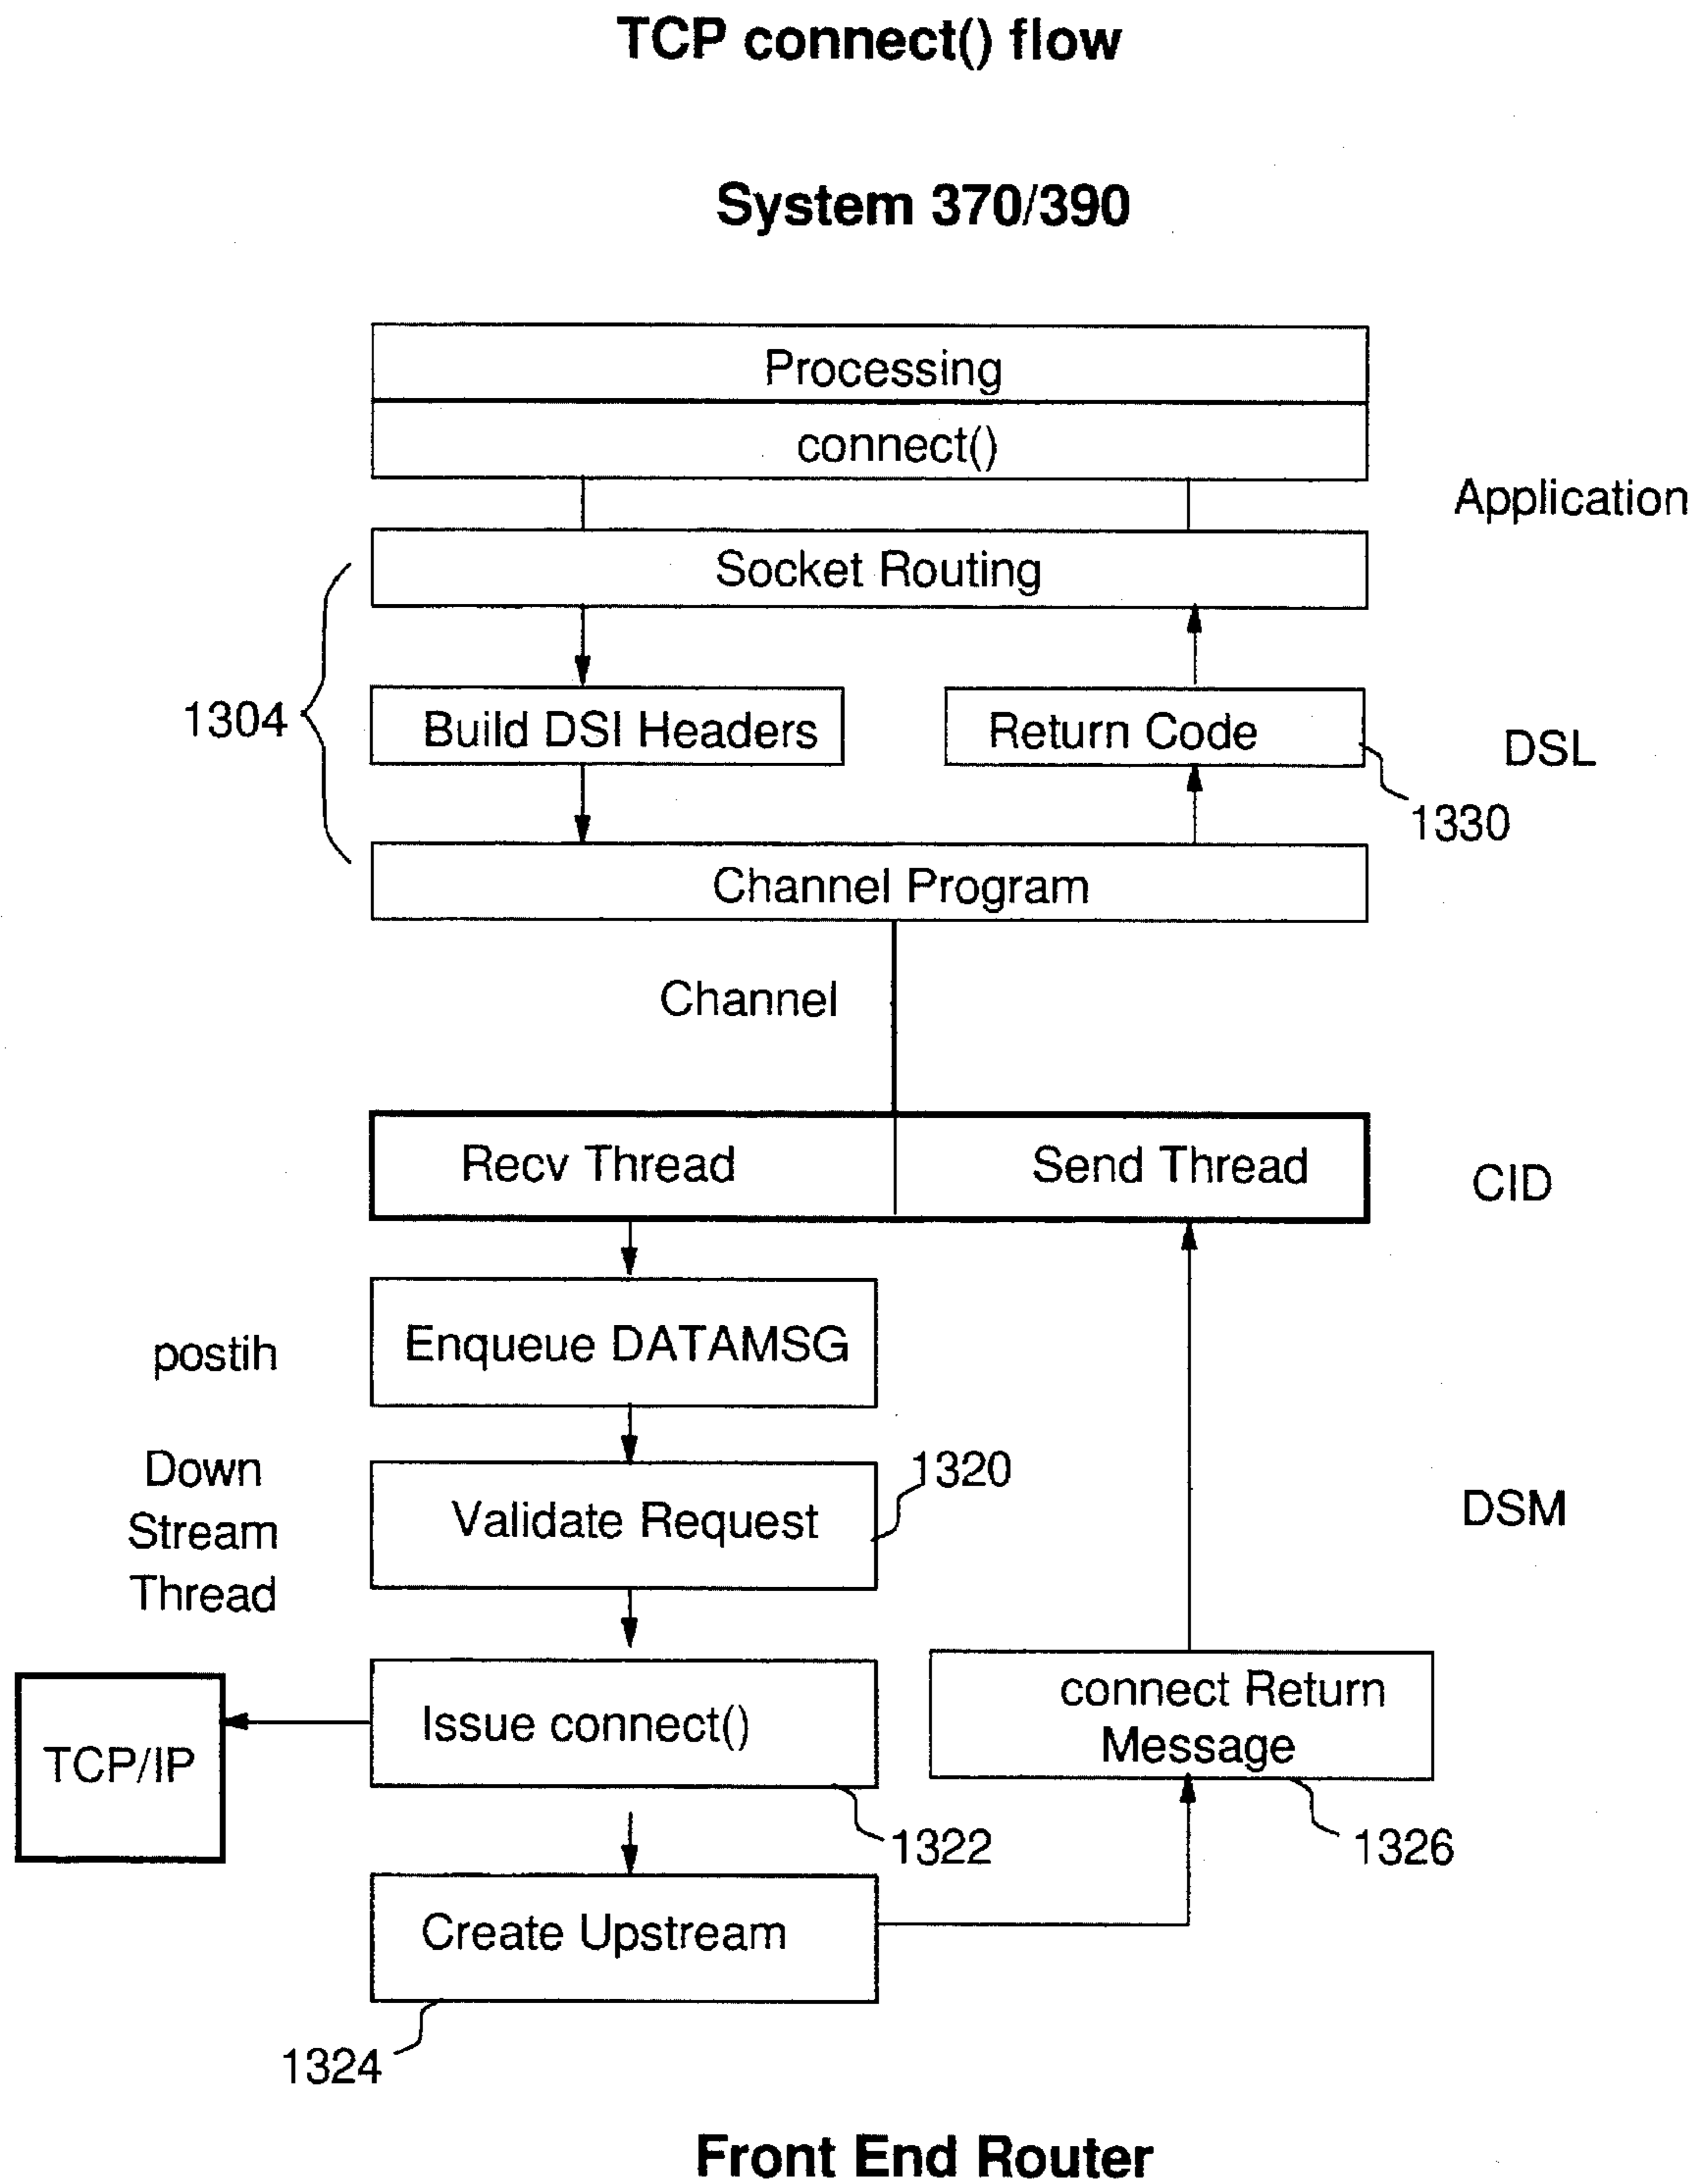 TCP connect() flow
System 370/390
Processing
connect()
Application
Socket Routing
1304
Build DSI Headers
Return Code
DSL
1330
Channel Program
Channel
Recv Thread
Send Thread
CID
postih
Enqueue DATAMSG
Down
Stream
Thread
1320
Validate Request
DSM
TCP/IP
Issue connect()
connect Return
Message
1322
1326
Create Upstream
1324
Front End Router